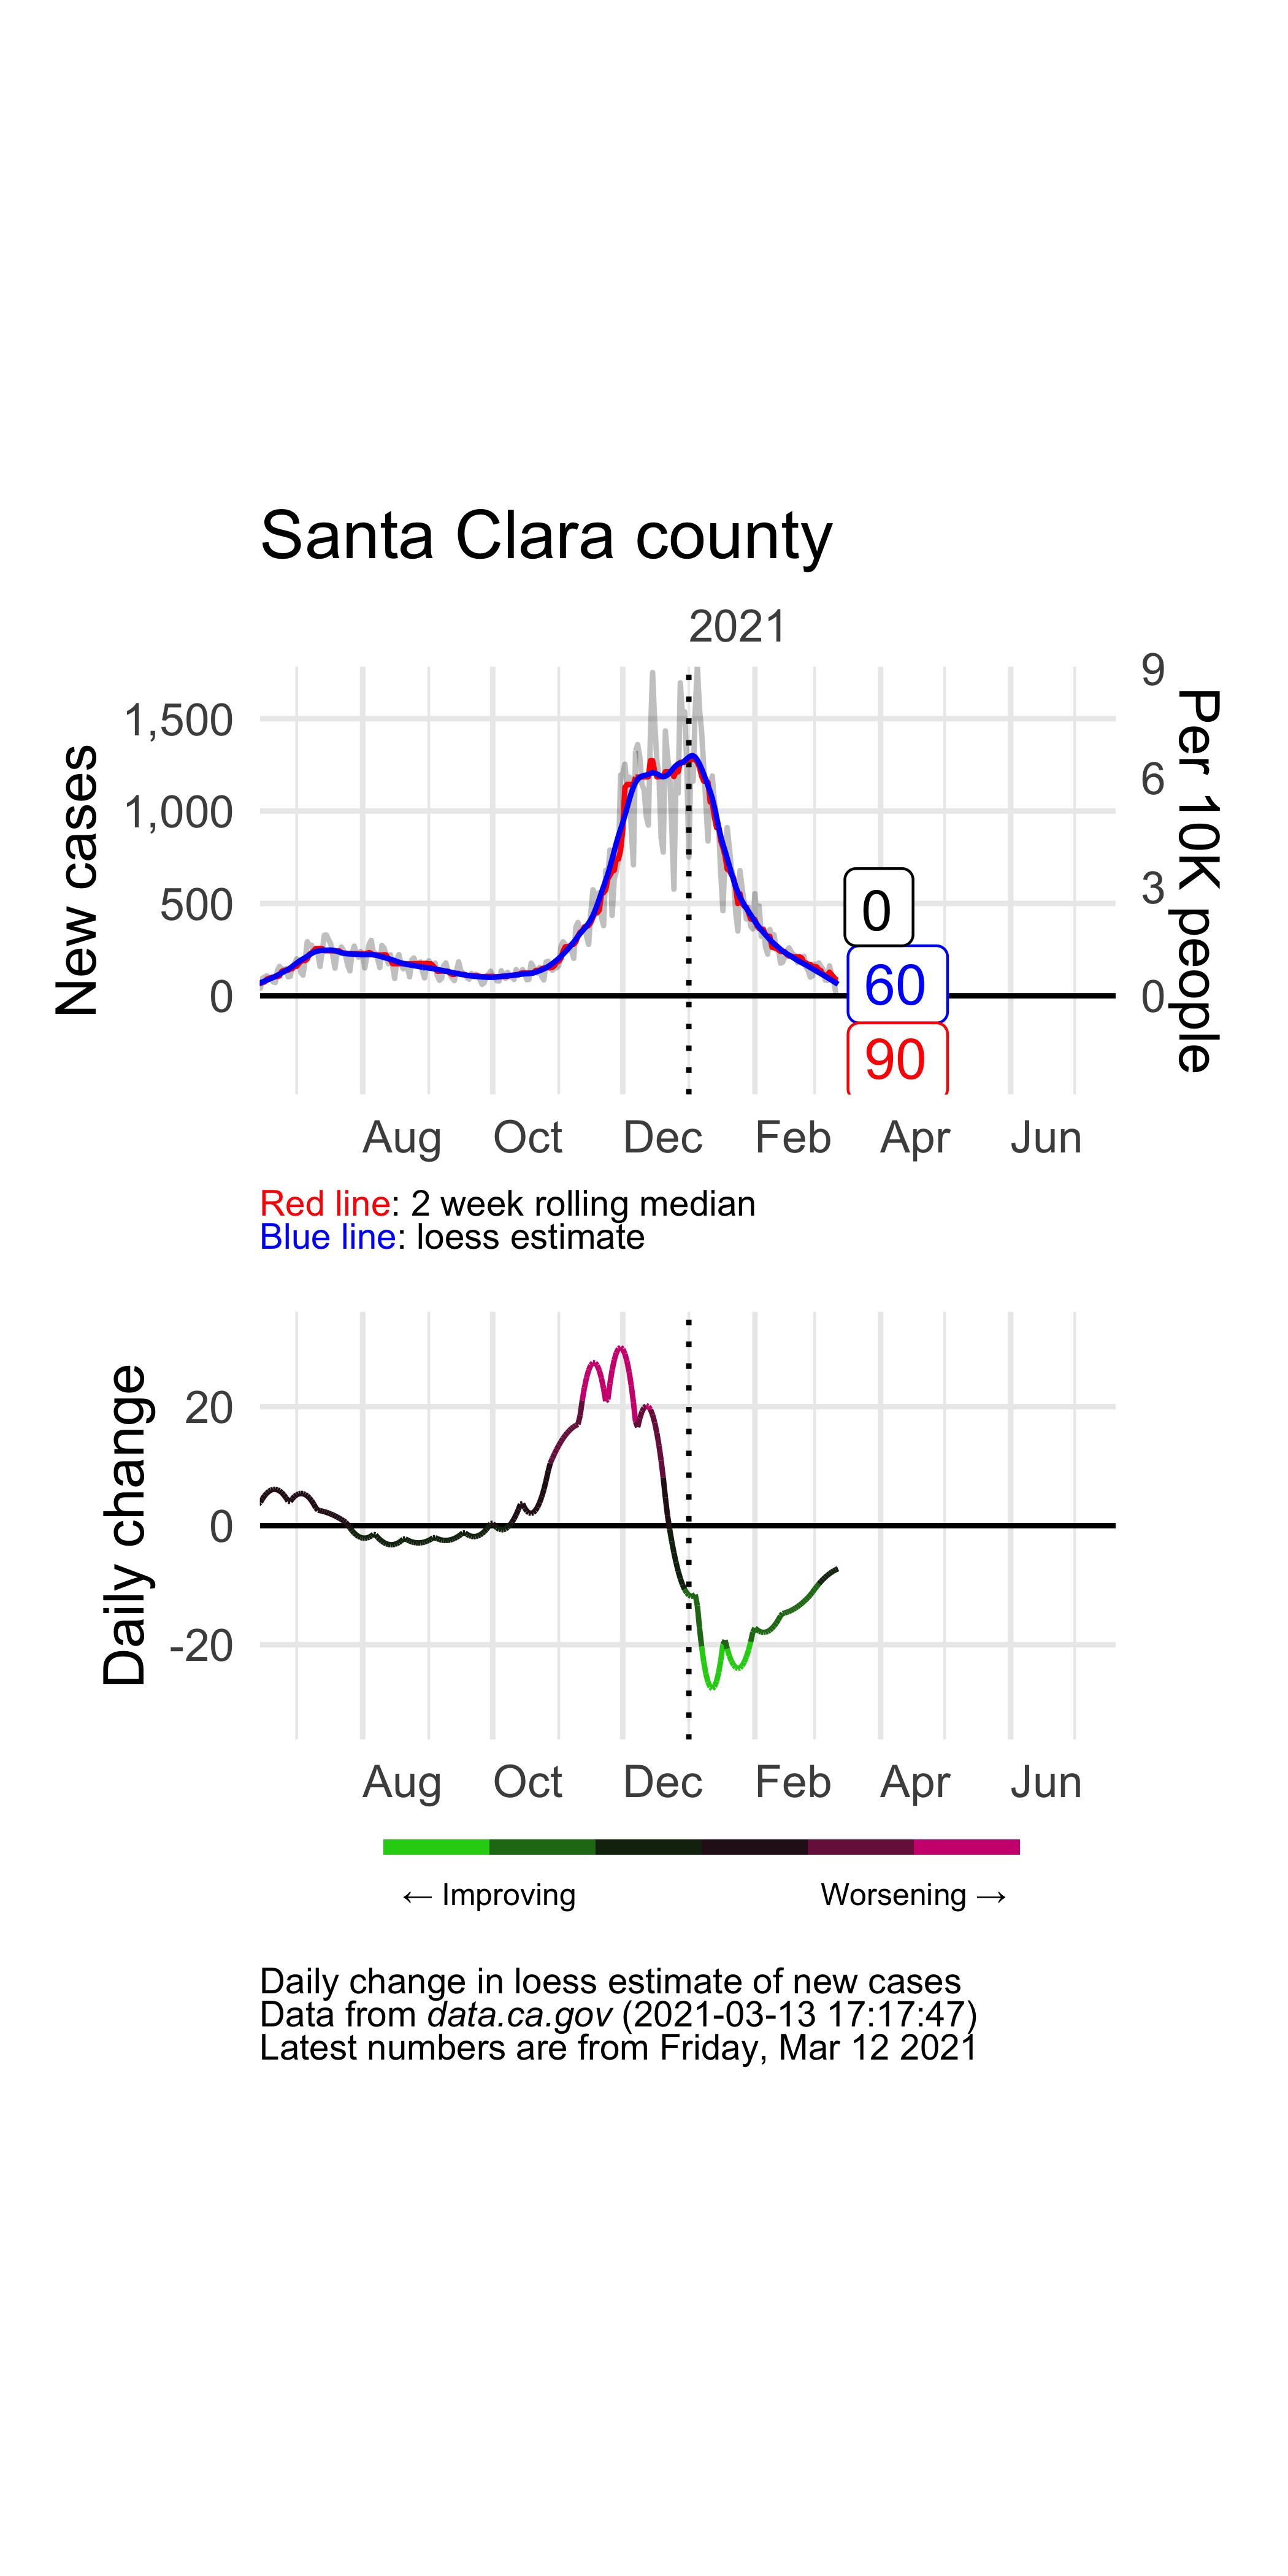 Santa Clara county
2021
New cases
1,500
1,000
500
0
9
6
3
0
Per 10K people
0
60
90
Aug Oct Dec Feb Apr Jun
Red line: 2 week rolling median
Blue line: loess estimate
Daily change
20
0
-20
Aug Oct Dec Feb Apr Jun
← Improving Worsening →
Daily change in loess estimate of new cases
Data from data.ca.gov (2021-03-13 17:17:47)
Latest numbers are from Friday, Mar 12 2021